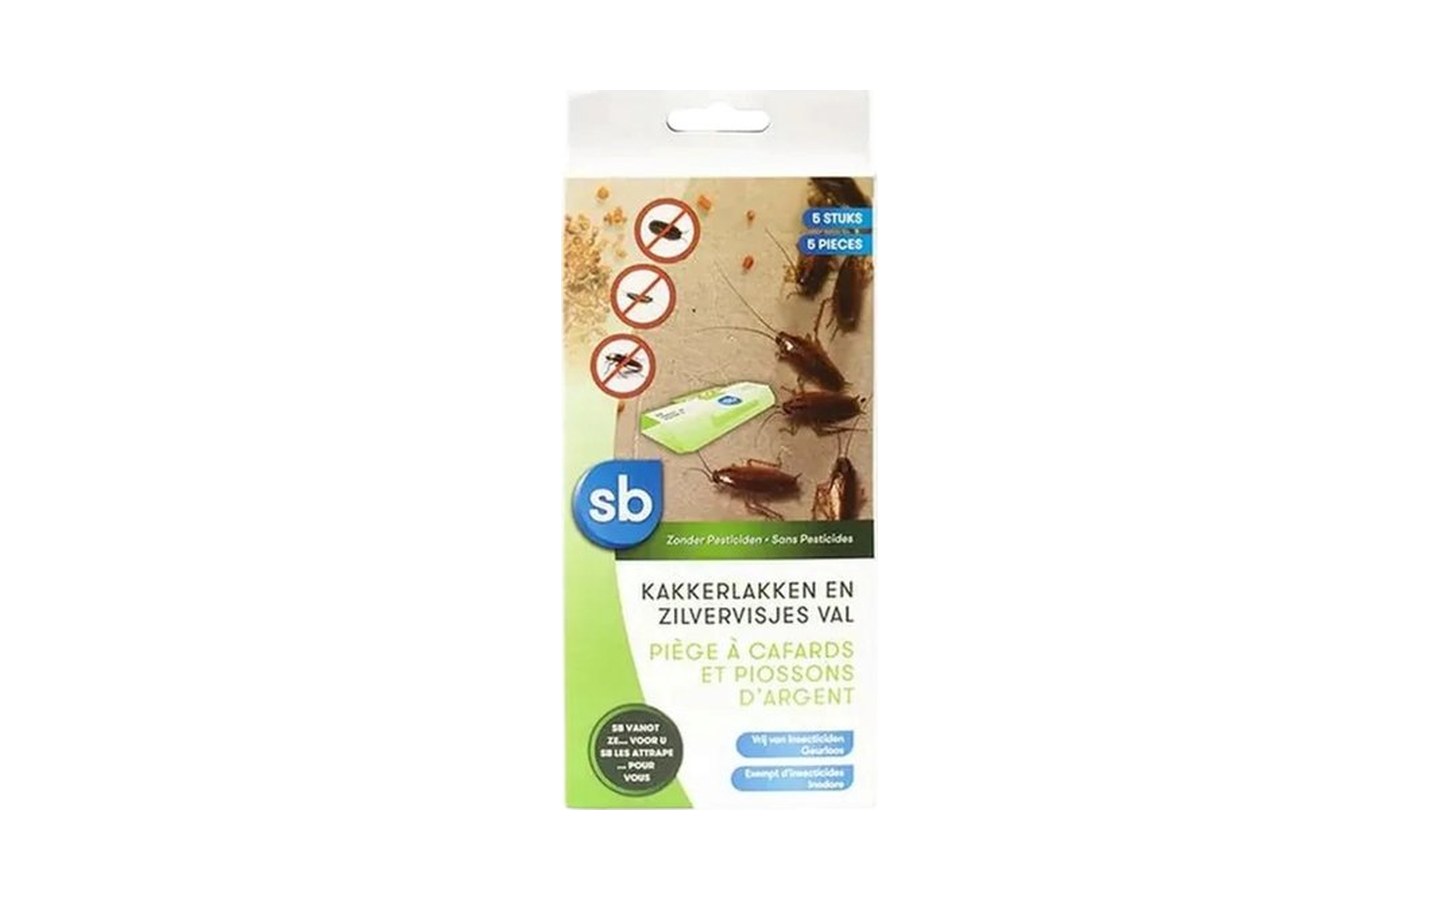 5 STUKS
5 PIECES
sb
Zonder Pesticiden • Sans Pesticides
KAKKERLAKKEN EN
ZILVERVISJES VAL
PIÈGE À CAFARDS
ET PIOSSONS
D'ARGENT
SB VANGT
ZE... VOOR U
SB LES ATTRAPE
... POUR
VOUS
Vrij van Insecticiden
Geurloos
Exempt d'insecticides
Inodore